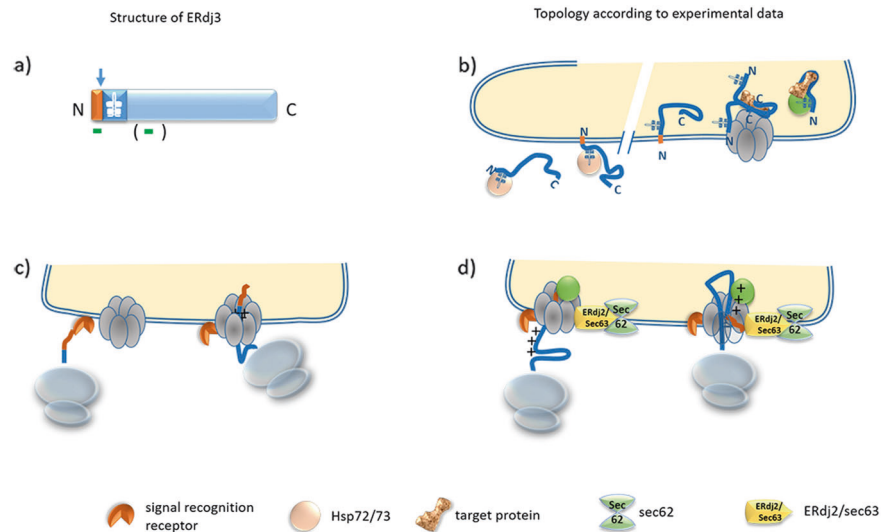 Structure of ERdj3
Topology according to experimental data
a)
N
C
( )
b)
N
N
C
N
C
N
C
N
N
C
N
C
N
c)
++
d)
ERdj2/
Sec63
Sec
62
+++
ERdj2/
Sec63
Sec
62
+++
signal recognition
receptor
Hsp72/73
target protein
Sec
62
sec62
ERdj2/
Sec63
ERdj2/sec63